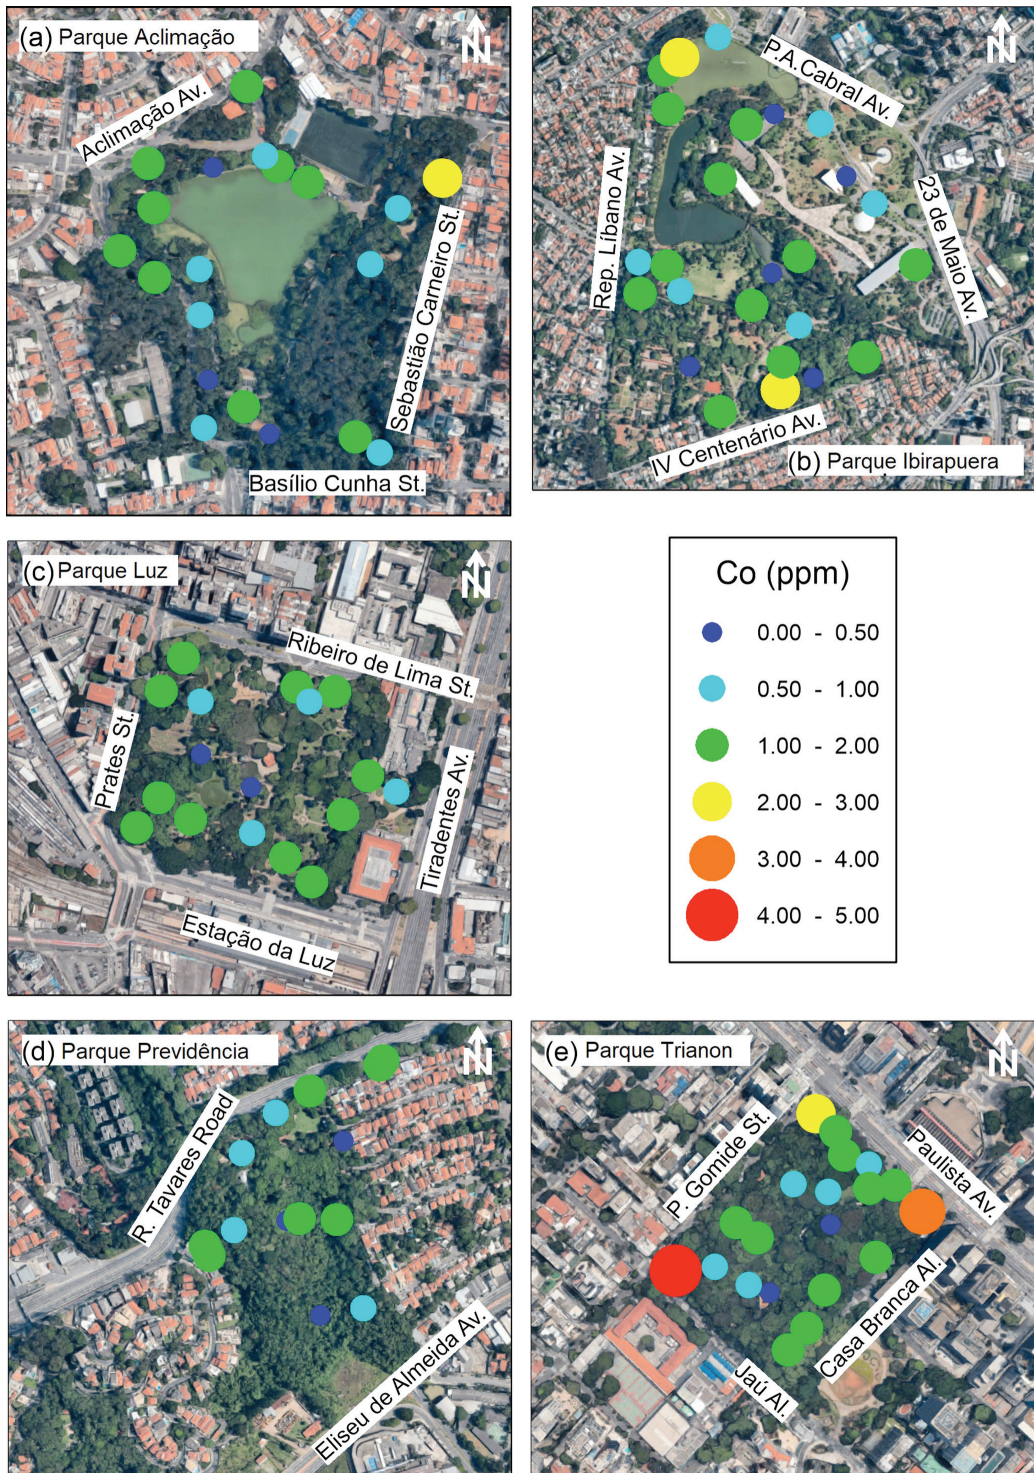 (a) Parque Aclimação
N
Aclimação Av.
Sebastião Carneiro St.
Basílio Cunha St.
N
P.A.Cabral Av.
Rep. Líbano Av.
23 de Maio Av.
IV Centenário Av.
(b) Parque Ibirapuera
(c) Parque Luz
N
Ribeiro de Lima St.
Prates St.
Tiradentes Av.
Estação da Luz
Co (ppm)
0.00 - 0.50
0.50 - 1.00
1.00 - 2.00
2.00 - 3.00
3.00 - 4.00
4.00 - 5.00
(d) Parque Previdência
N
R. Tavares Road
Eliseu de Almeida Av.
(e) Parque Trianon
N
P. Gomide St.
Paulista Av.
Casa Branca Al.
Jaú Al.